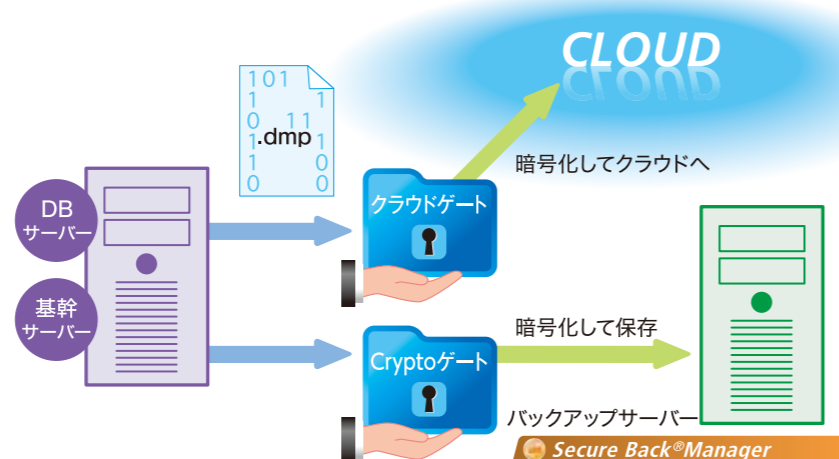 CLOUD
101
1 1
0 11
.dmp
1 1
1 0
0 0
暗号化してクラウドへ
クラウドゲート
DB
サーバー
基幹
サーバー
暗号化して保存
Cryptoゲート
バックアップサーバー
Secure Back®Manager